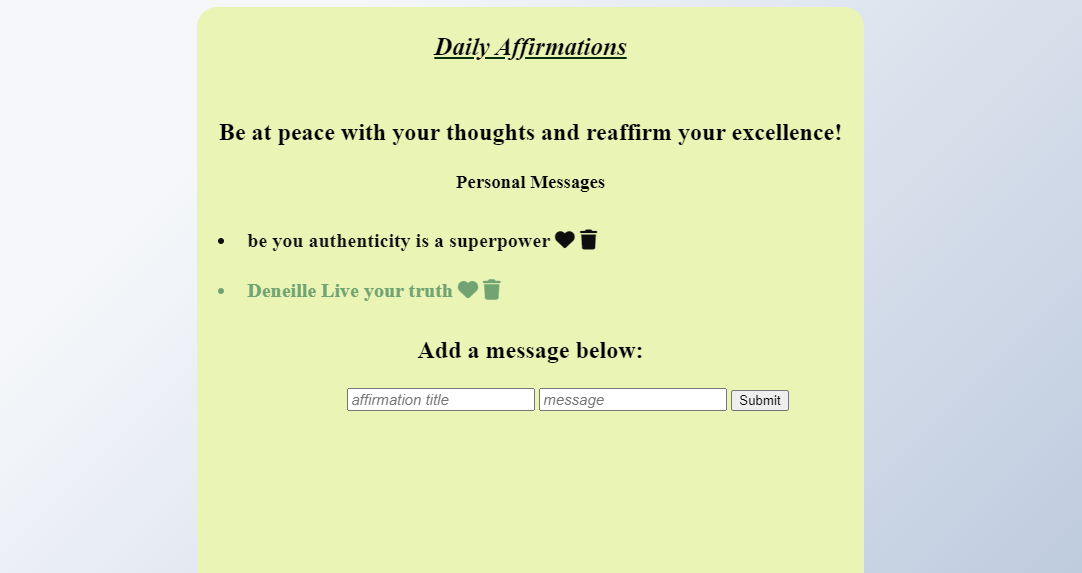 Daily Affirmations
Be at peace with your thoughts and reaffirm your excellence!
Personal Messages
be you authenticity is a superpower
Deneille Live your truth
Add a message below:
affirmation title message Submit